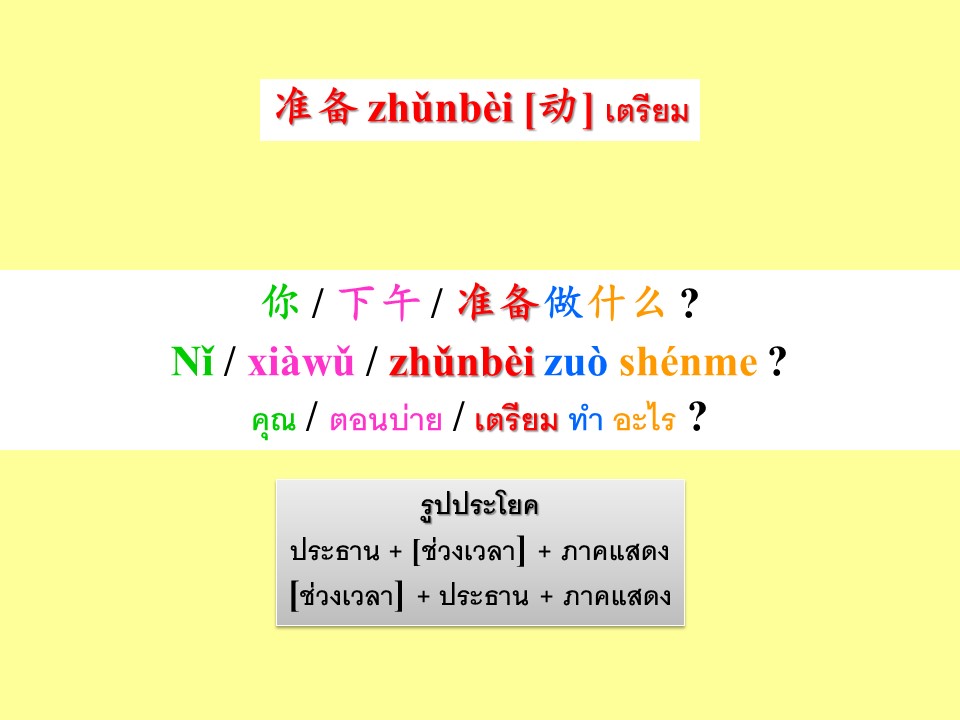 准备 zhǔnbèi [动] เตรียม
你 / 下午 / 准备做什么 ?
Nǐ / xiàwǔ / zhǔnbèi zuò shénme ?
คุณ / ตอนบ่าย / เตรียม ทำ อะไร ?
รูปประโยค
ประธาน + [ช่วงเวลา] + ภาคแสดง
[ช่วงเวลา] + ประธาน + ภาคแสดง